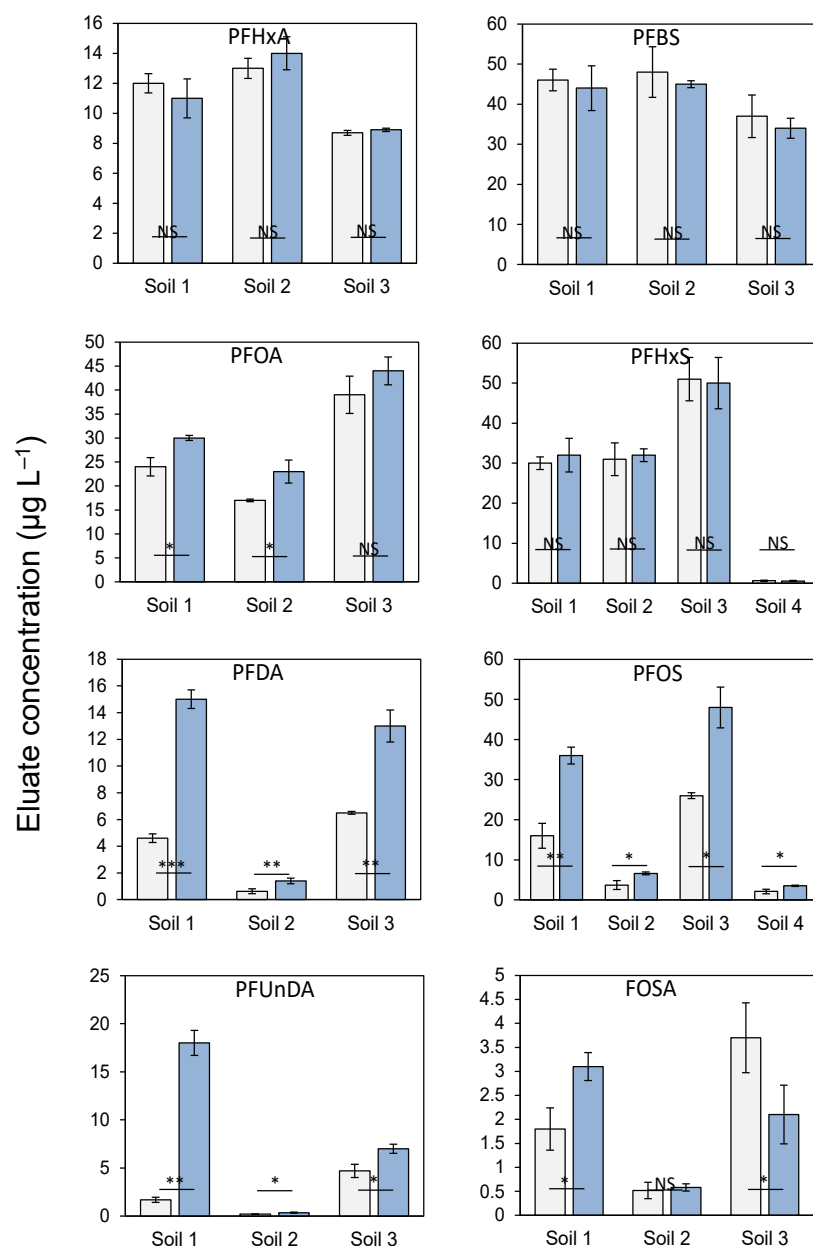 Eluate concentration (µg L⁻¹)
PFHxA
16
14
12
10
8
6
4
2
0
NS NS NS
Soil 1 Soil 2 Soil 3
PFBS
60
50
40
30
20
10
0
NS NS NS
Soil 1 Soil 2 Soil 3
PFOA
50
45
40
35
30
25
20
15
10
5
0
* * NS
Soil 1 Soil 2 Soil 3
PFHxS
60
50
40
30
20
10
0
NS NS NS NS
Soil 1 Soil 2 Soil 3 Soil 4
PFDA
18
16
14
12
10
8
6
4
2
0
*** ** **
Soil 1 Soil 2 Soil 3
PFOS
60
50
40
30
20
10
0
** * * *
Soil 1 Soil 2 Soil 3 Soil 4
PFUnDA
25
20
15
10
5
0
** * *
Soil 1 Soil 2 Soil 3
FOSA
5
4.5
4
3.5
3
2.5
2
1.5
1
0.5
0
* NS *
Soil 1 Soil 2 Soil 3